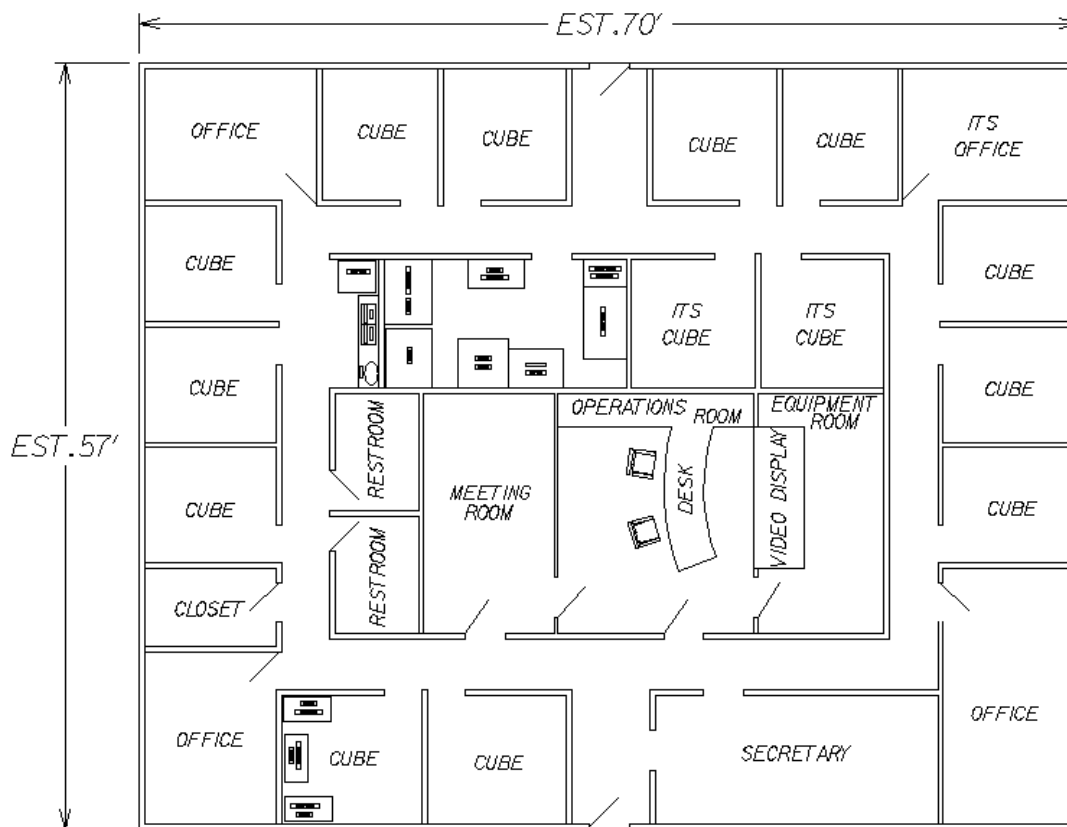 EST.70'
OFFICE
CUBE
CUBE
CUBE
CUBE
ITS
OFFICE
CUBE
CUBE
ITS
CUBE
ITS
CUBE
CUBE
CUBE
EST.57'
OPERATIONS ROOM
EQUIPMENT
ROOM
RESTROOM
MEETING
ROOM
DESK
VIDEO DISPLAY
CUBE
CUBE
RESTROOM
CLOSET
OFFICE
CUBE
CUBE
SECRETARY
OFFICE